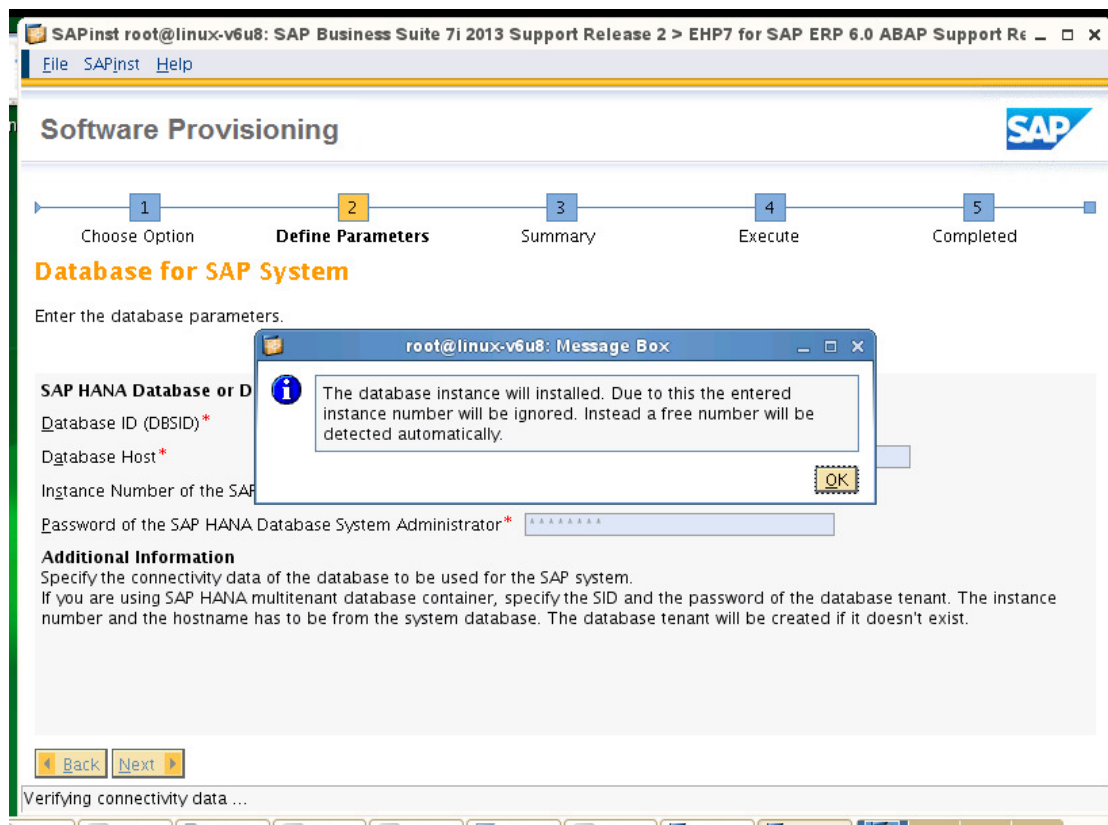 SAPinst root@linux-v6u8: SAP Business Suite 7i 2013 Support Release 2 > EHP7 for SAP ERP 6.0 ABAP Support Re
File SAPinst Help
Software Provisioning
SAP
1 2 3 4 5
Choose Option Define Parameters Summary Execute Completed
Database for SAP System
Enter the database parameters.
root@linux-v6u8: Message Box
The database instance will installed. Due to this the entered
instance number will be ignored. Instead a free number will be
detected automatically.
OK
SAP HANA Database or D
Database ID (DBSID)*
Database Host*
Instance Number of the SAP
Password of the SAP HANA Database System Administrator* ********
Additional Information
Specify the connectivity data of the database to be used for the SAP system.
If you are using SAP HANA multitenant database container, specify the SID and the password of the database tenant. The instance
number and the hostname has to be from the system database. The database tenant will be created if it doesn't exist.
Back Next
Verifying connectivity data ...